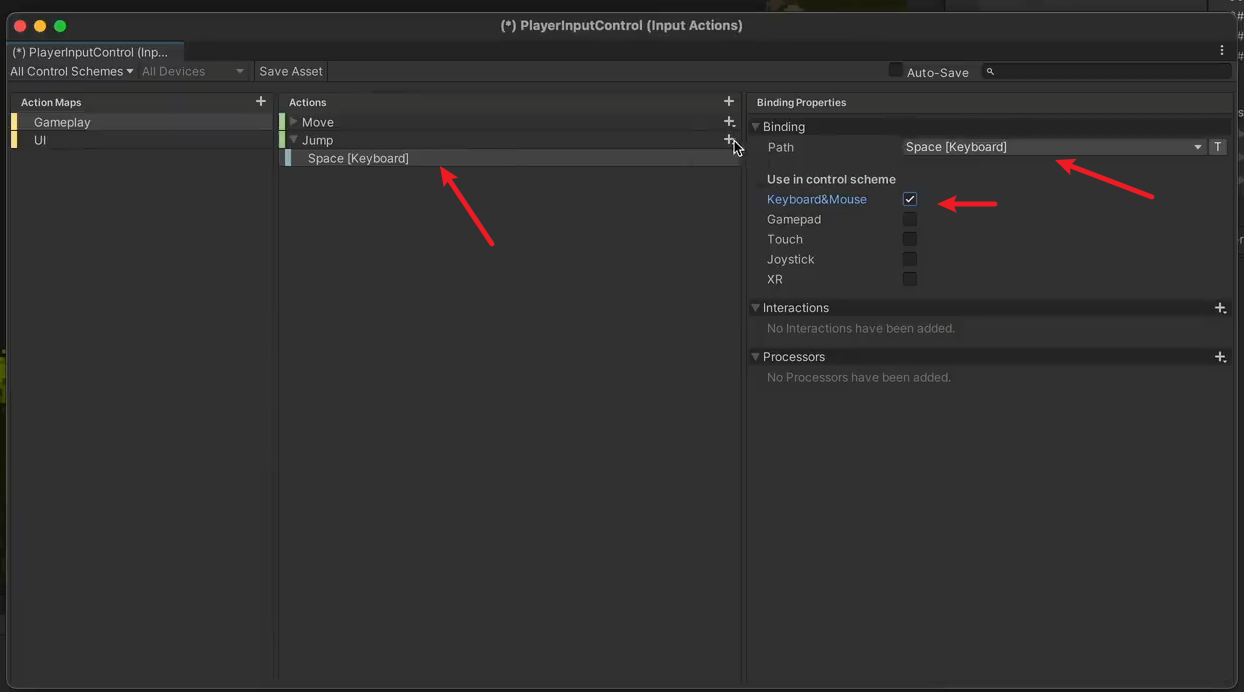 (*) PlayerInputControl (Input Actions)
(*) PlayerInputControl (Inp...
All Control Schemes All Devices Save Asset Auto-Save
Action Maps
Gameplay
UI
Actions
Move
Jump
Space [Keyboard]
Binding Properties
Binding
Path Space [Keyboard] T
Use in control scheme
Keyboard&Mouse
Gamepad
Touch
Joystick
XR
Interactions
No Interactions have been added.
Processors
No Processors have been added.